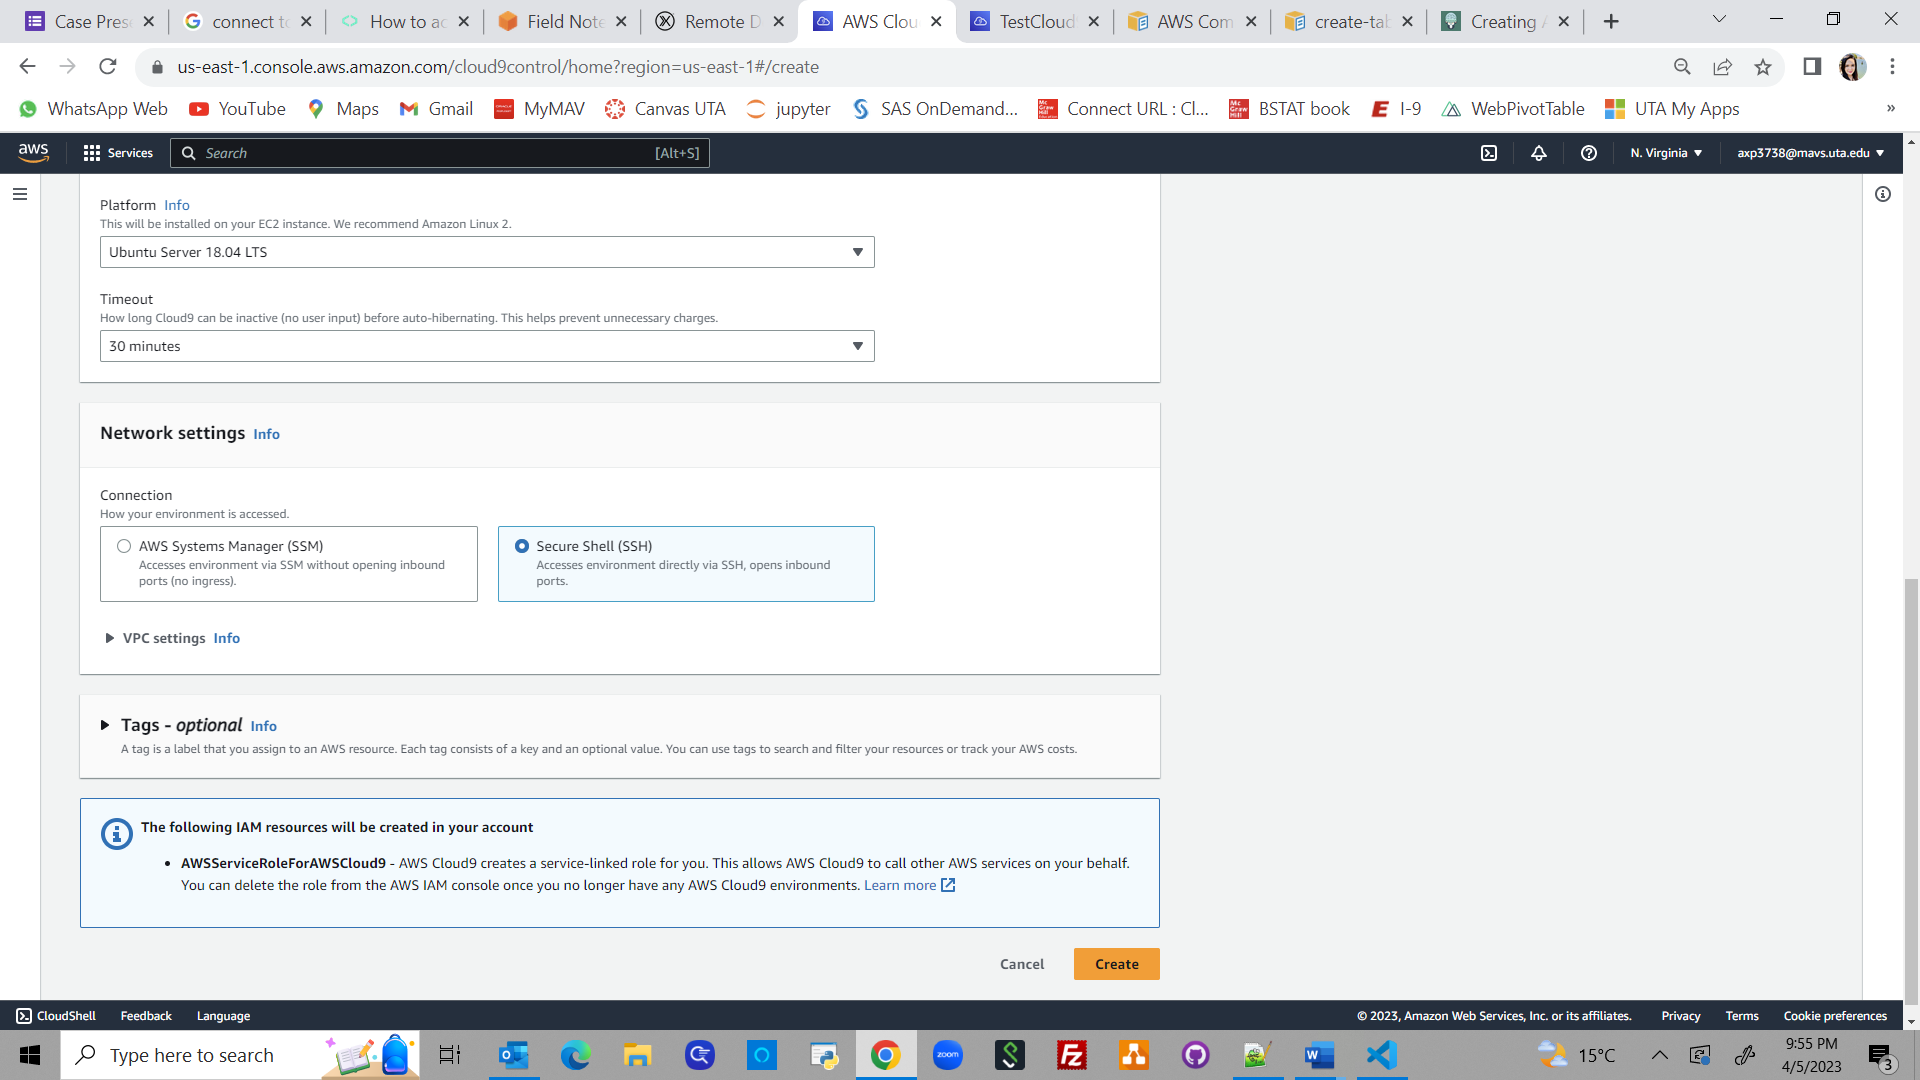 Case Pres
connect to
How to ac
Field Note
Remote D
AWS Clou
TestCloud
AWS Com
create-tab
Creating A
us-east-1.console.aws.amazon.com/cloud9control/home?region=us-east-1#/create
WhatsApp Web
YouTube
Maps
Gmail
MyMAV
Canvas UTA
jupyter
SAS OnDemand...
Connect URL : Cl...
BSTAT book
I-9
WebPivotTable
UTA My Apps
»
aws
Services
Search
[Alt+S]
N. Virginia
axp3738@mavs.uta.edu
Platform Info
This will be installed on your EC2 instance. We recommend Amazon Linux 2.
Ubuntu Server 18.04 LTS
Timeout
How long Cloud9 can be inactive (no user input) before auto-hibernating. This helps prevent unnecessary charges.
30 minutes
Network settings Info
Connection
How your environment is accessed.
AWS Systems Manager (SSM)
Accesses environment via SSM without opening inbound
ports (no ingress).
Secure Shell (SSH)
Accesses environment directly via SSH, opens inbound
ports.
VPC settings Info
Tags - optional Info
A tag is a label that you assign to an AWS resource. Each tag consists of a key and an optional value. You can use tags to search and filter your resources or track your AWS costs.
The following IAM resources will be created in your account
• AWSServiceRoleForAWSCloud9 - AWS Cloud9 creates a service-linked role for you. This allows AWS Cloud9 to call other AWS services on your behalf.
You can delete the role from the AWS IAM console once you no longer have any AWS Cloud9 environments. Learn more
Cancel
Create
CloudShell
Feedback
Language
© 2023, Amazon Web Services, Inc. or its affiliates.
Privacy
Terms
Cookie preferences
Type here to search
zoom
15°C
9:55 PM
4/5/2023
3